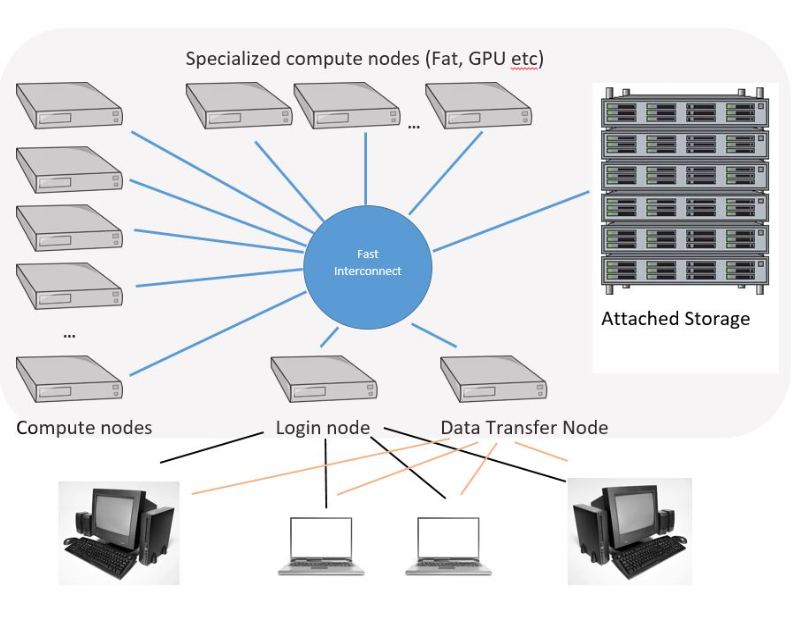 Specialized compute nodes (Fat, GPU etc)
...
Fast
Interconnect
Attached Storage
...
Compute nodes
Login node
Data Transfer Node